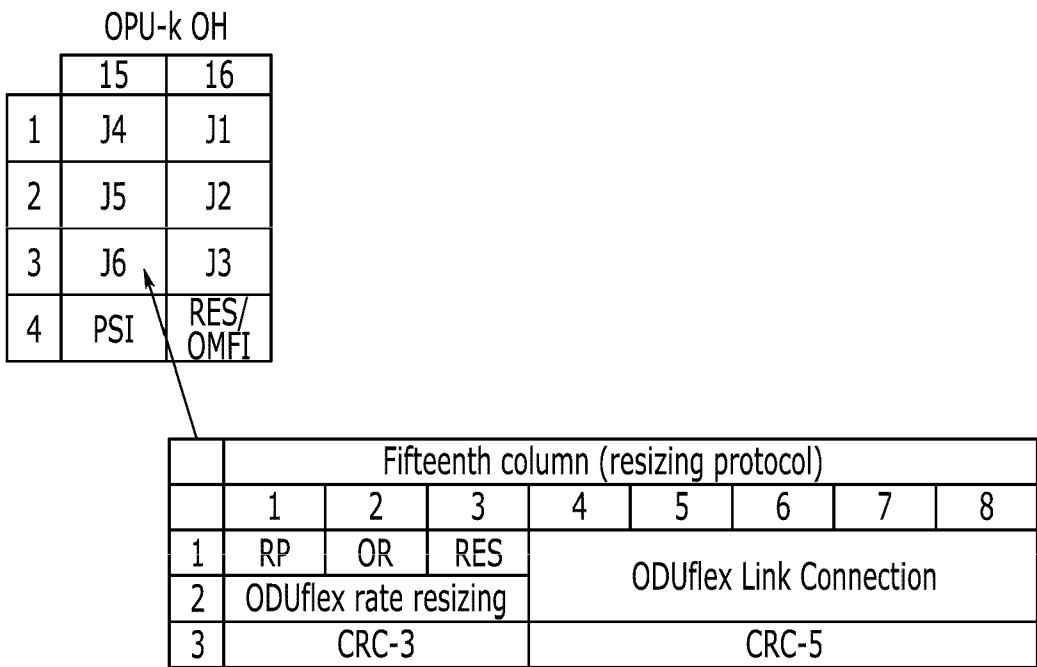 OPU-k OH
15 16
1 J4 J1
2 J5 J2
3 J6 J3
4 PSI RES/
OMFI
Fifteenth column (resizing protocol)
1 2 3 4 5 6 7 8
1 RP OR RES
ODUflex Link Connection
2 ODUflex rate resizing
3 CRC-3 CRC-5